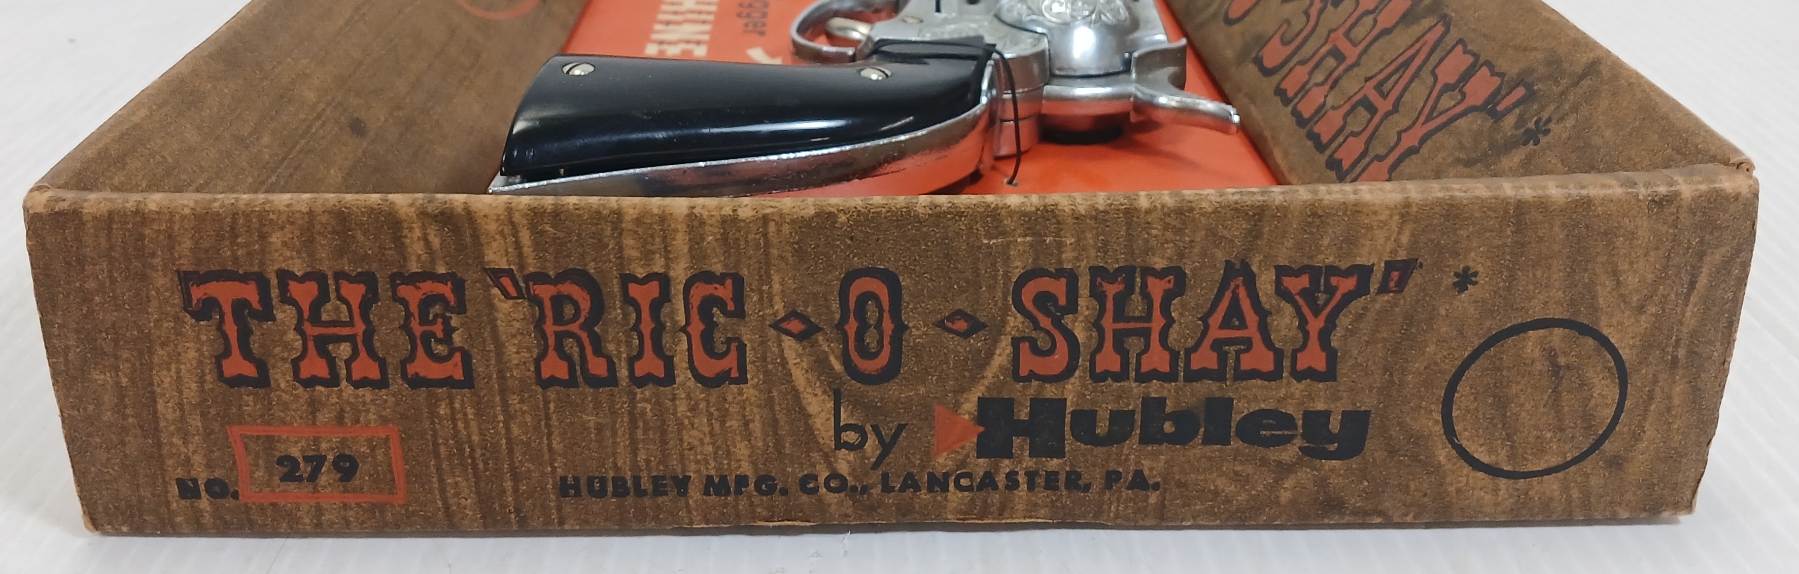 THE 'RIC · O · SHAY' *
by Hubley
NO. 279
HUBLEY MFG. CO., LANCASTER, PA.
SHAY' *